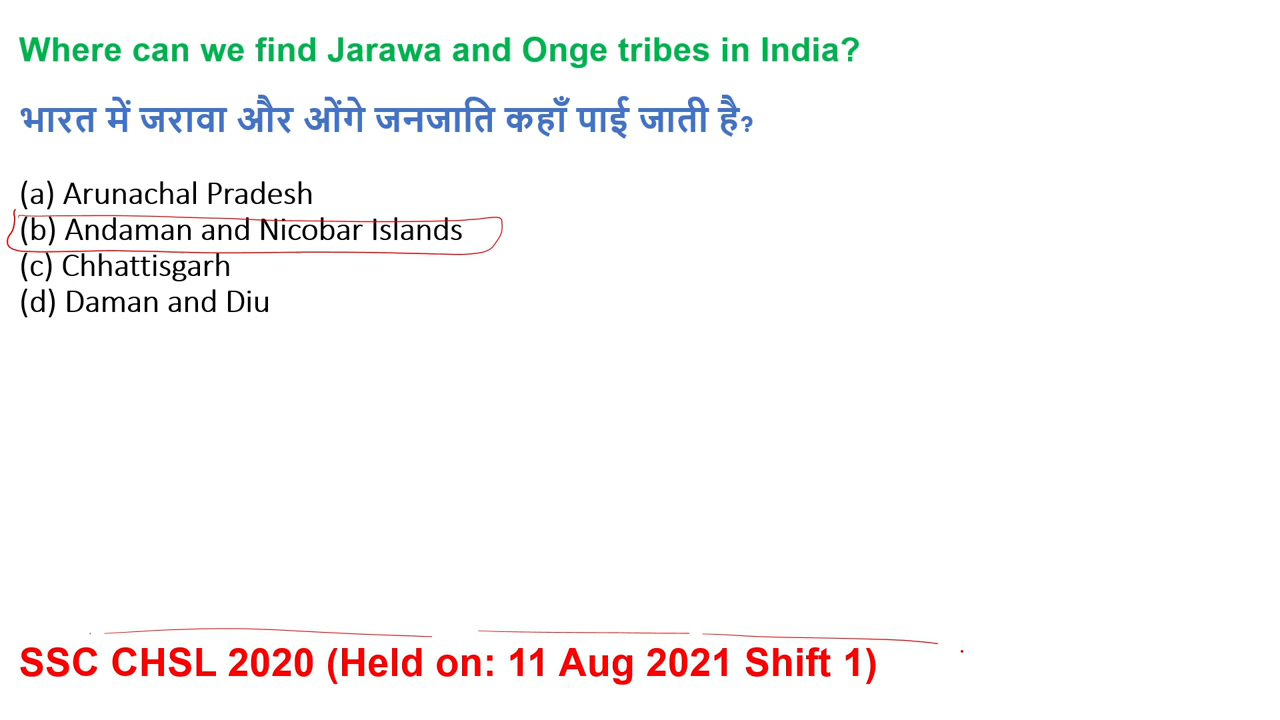 Where can we find Jarawa and Onge tribes in India?
भारत में जरावा और ओंगे जनजाति कहाँ पाई जाती है?
(a) Arunachal Pradesh
(b) Andaman and Nicobar Islands
(c) Chhattisgarh
(d) Daman and Diu
SSC CHSL 2020 (Held on: 11 Aug 2021 Shift 1)